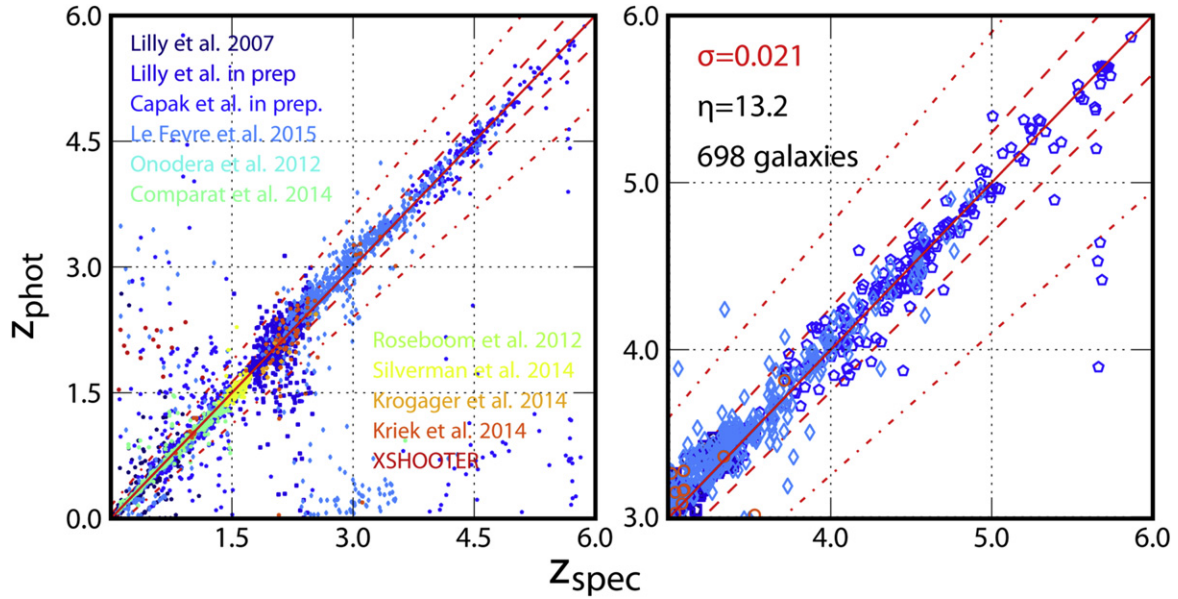 6.0
4.5
3.0
1.5
0.0
1.5
3.0
4.5
6.0
zphot
Lilly et al. 2007
Lilly et al. in prep
Capak et al. in prep.
Le Fevre et al. 2015
Onodera et al. 2012
Comparat et al. 2014
Roseboom et al. 2012
Silverman et al. 2014
Krogager et al. 2014
Kriek et al. 2014
XSHOOTER
6.0
5.0
4.0
3.0
4.0
5.0
6.0
σ=0.021
η=13.2
698 galaxies
zspec